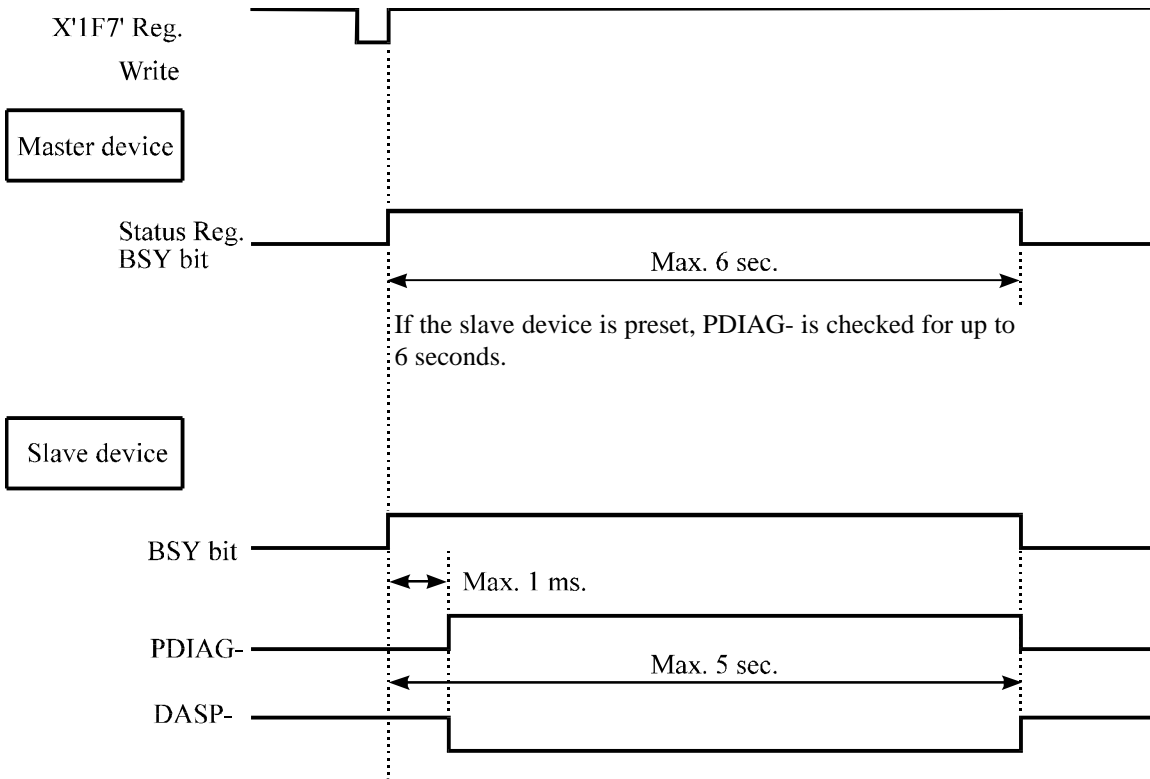 X'1F7' Reg.
Write
Master device
Status Reg.
BSY bit
Max. 6 sec.
If the slave device is preset, PDIAG- is checked for up to
6 seconds.
Slave device
BSY bit
Max. 1 ms.
PDIAG-
Max. 5 sec.
DASP-